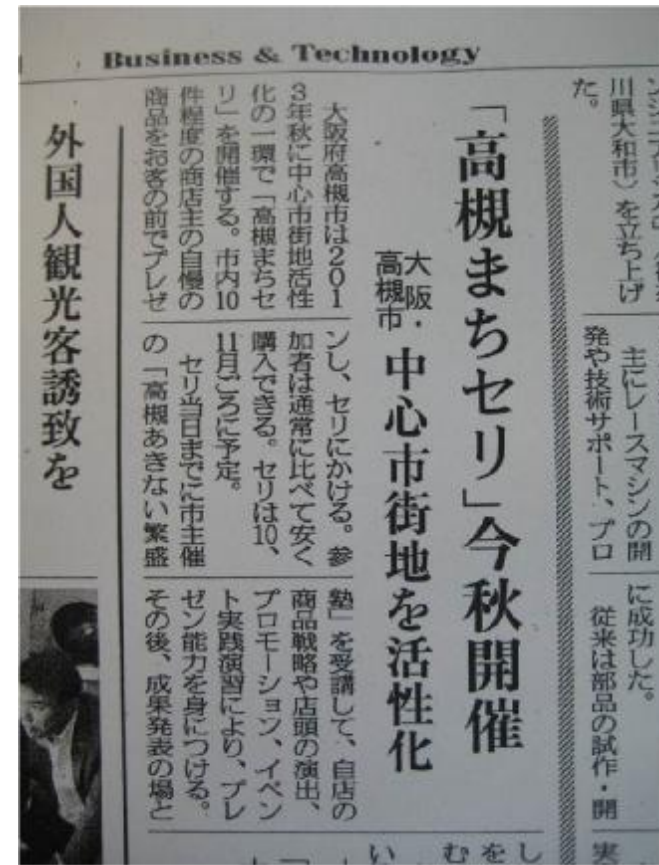 Business & Technology
川県大和市）を立ち上げ
た。
主にレースマシンの開
発や技術サポート、プロ
に成功した。
従来は部品の試作・開
「高槻まちセリ」今秋開催
大阪・
高槻市
中心市街地を活性化
大阪府高槻市は201
3年秋に中心市街地活性
化の一環で「高槻まちセ
リ」を開催する。市内10
件程度の商店主の自慢の
商品をお客の前でプレゼ
ンし、セリにかける。参
加者は通常に比べて安く
購入できる。セリは10、
11月ごろに予定。
セリ当日までに市主催
の「高槻あきない繁盛
塾」を受講して、自店の
商品戦略や店頭の演出、
プロモーション、イベン
ト実践演習により、プレ
ゼン能力を身につける。
その後、成果発表の場と
外国人観光客誘致を